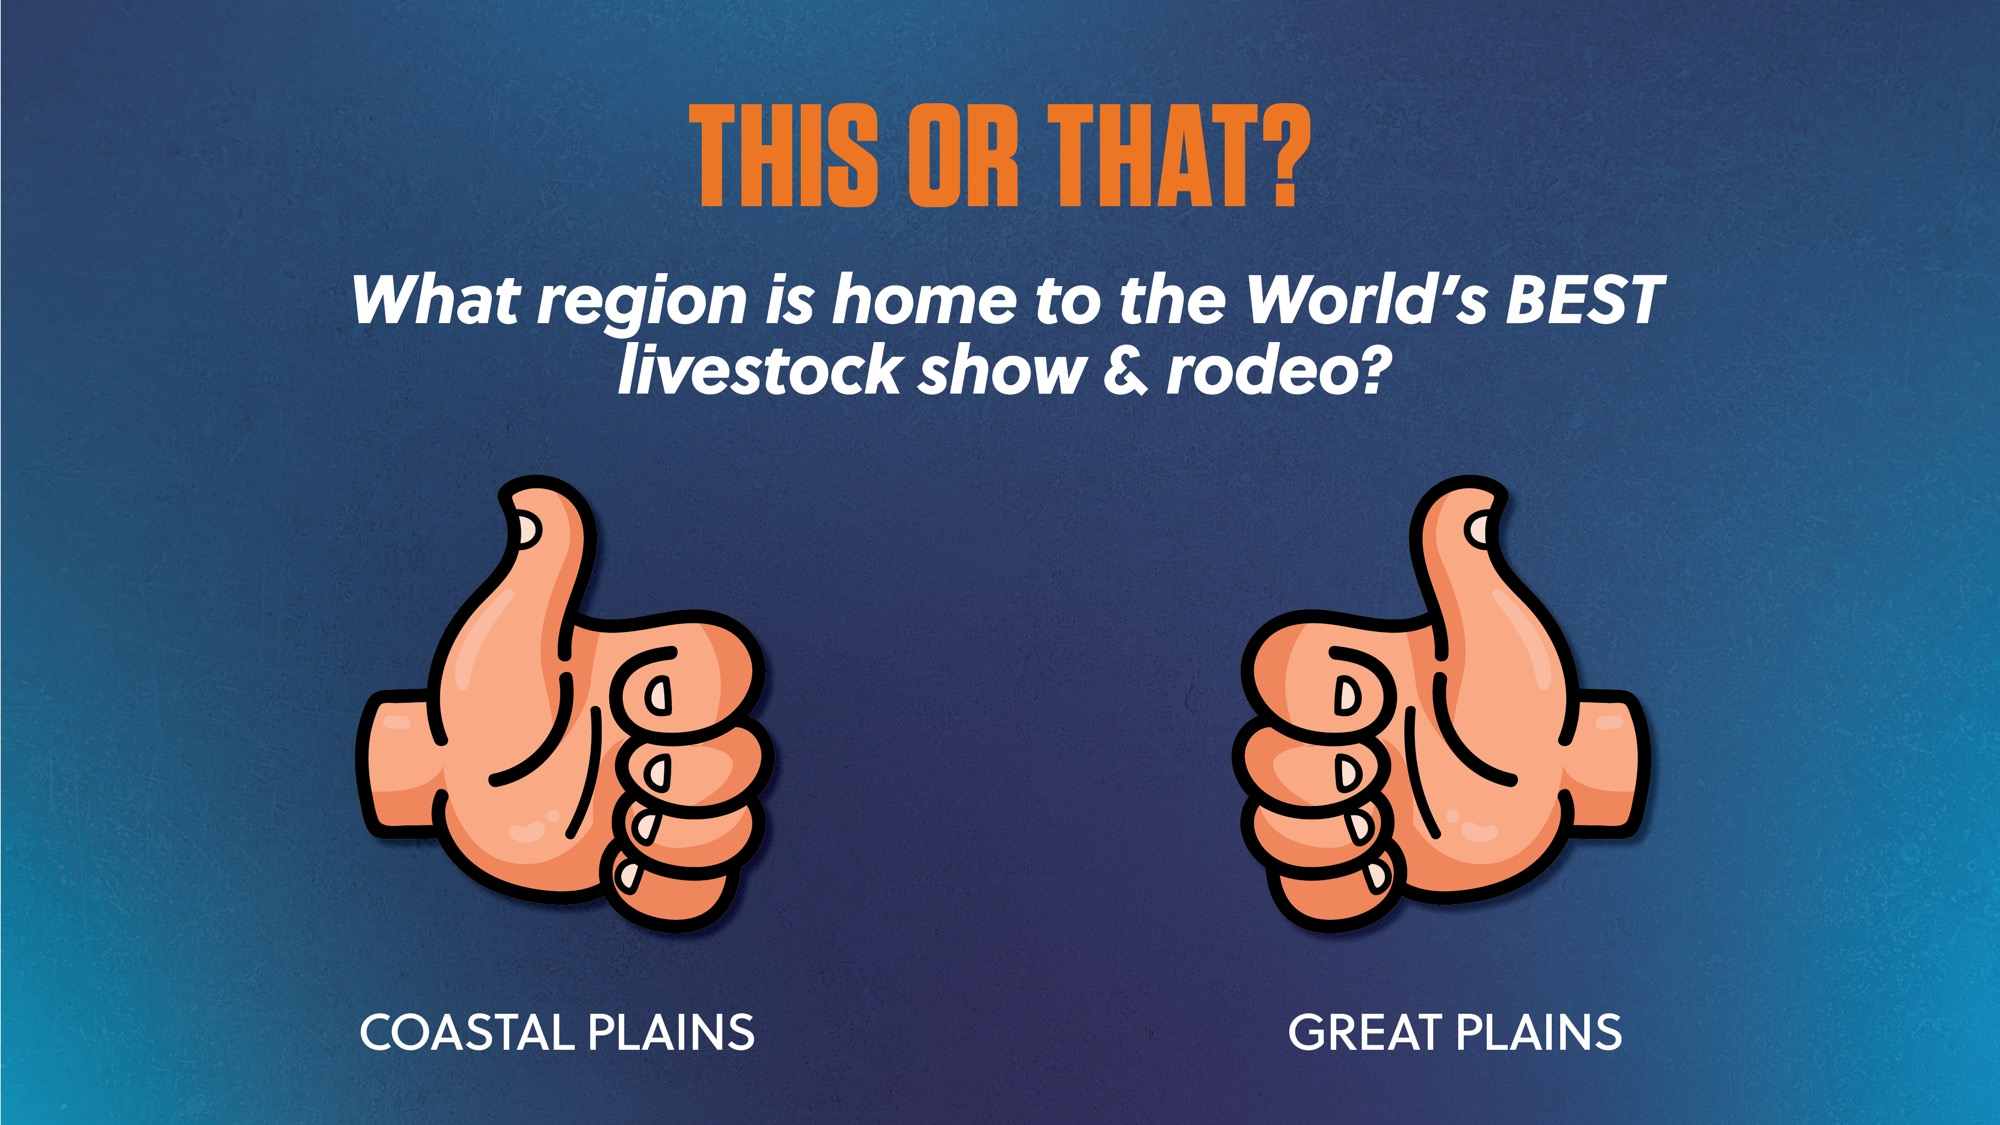 THIS OR THAT?
What region is home to the World’s BEST
livestock show & rodeo?
COASTAL PLAINS
GREAT PLAINS